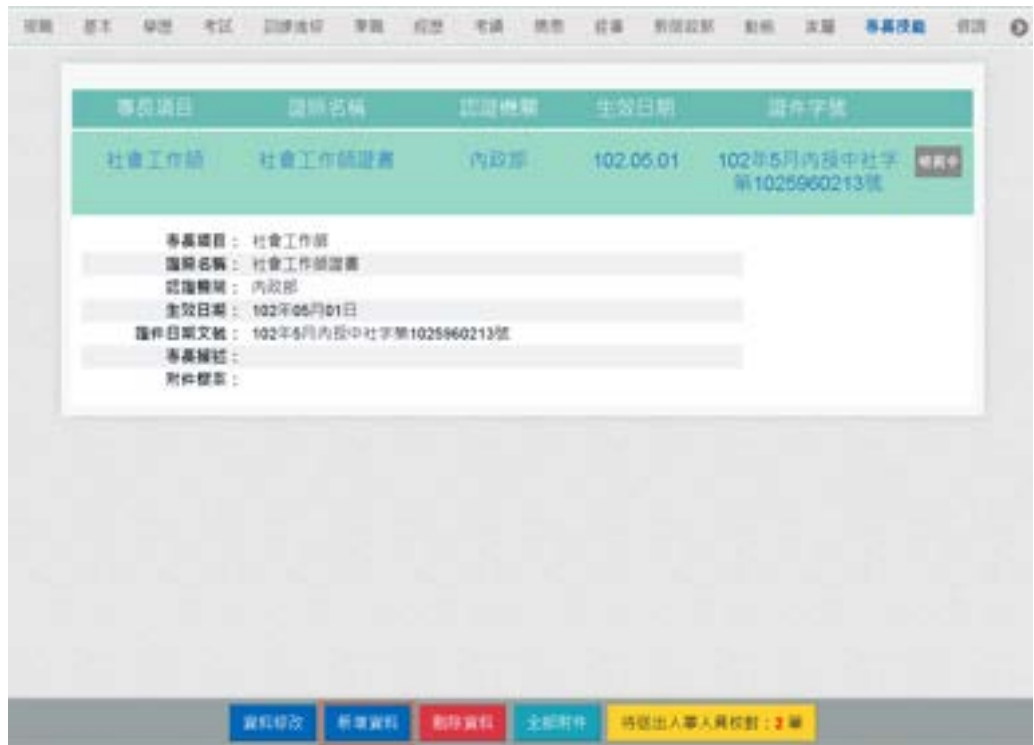 現職 基本 學歷 考試 訓練進修 家屬 專長技能
專長項目 證照名稱 認證機關 生效日期 證件字號
社會工作師 社會工作師證書 內政部 102.05.01 102年5月內授中社字
第1025960213號
專長項目： 社會工作師
證照名稱： 社會工作師證書
認證機關： 內政部
生效日期： 102年05月01日
證件日期文號： 102年5月內授中社字第1025960213號
專長描述：
附件檔案：
資料修改 新增資料 刪除資料 全部附件 待送出人事人員校對：2 筆